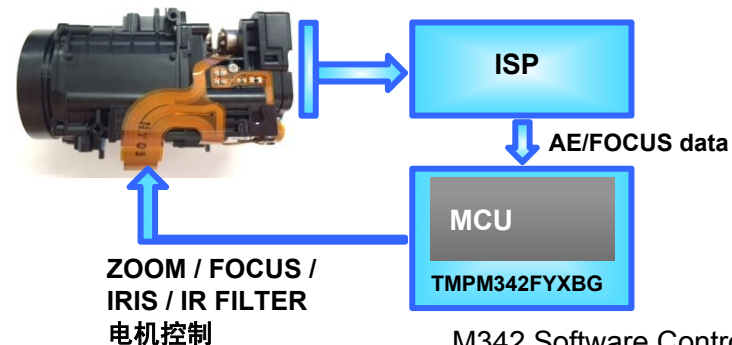 ISP
AE/FOCUS data
MCU
TMPM342FYXBG
ZOOM / FOCUS /
IRIS / IR FILTER
电机控制